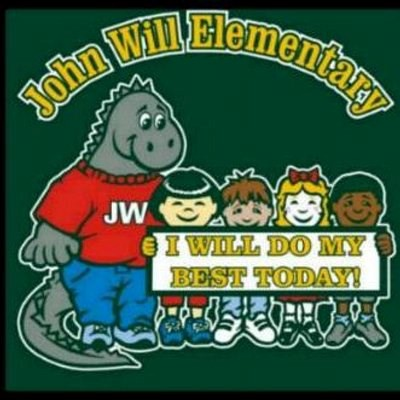 John Will Elementary
JW
I WILL DO MY
BEST TODAY!